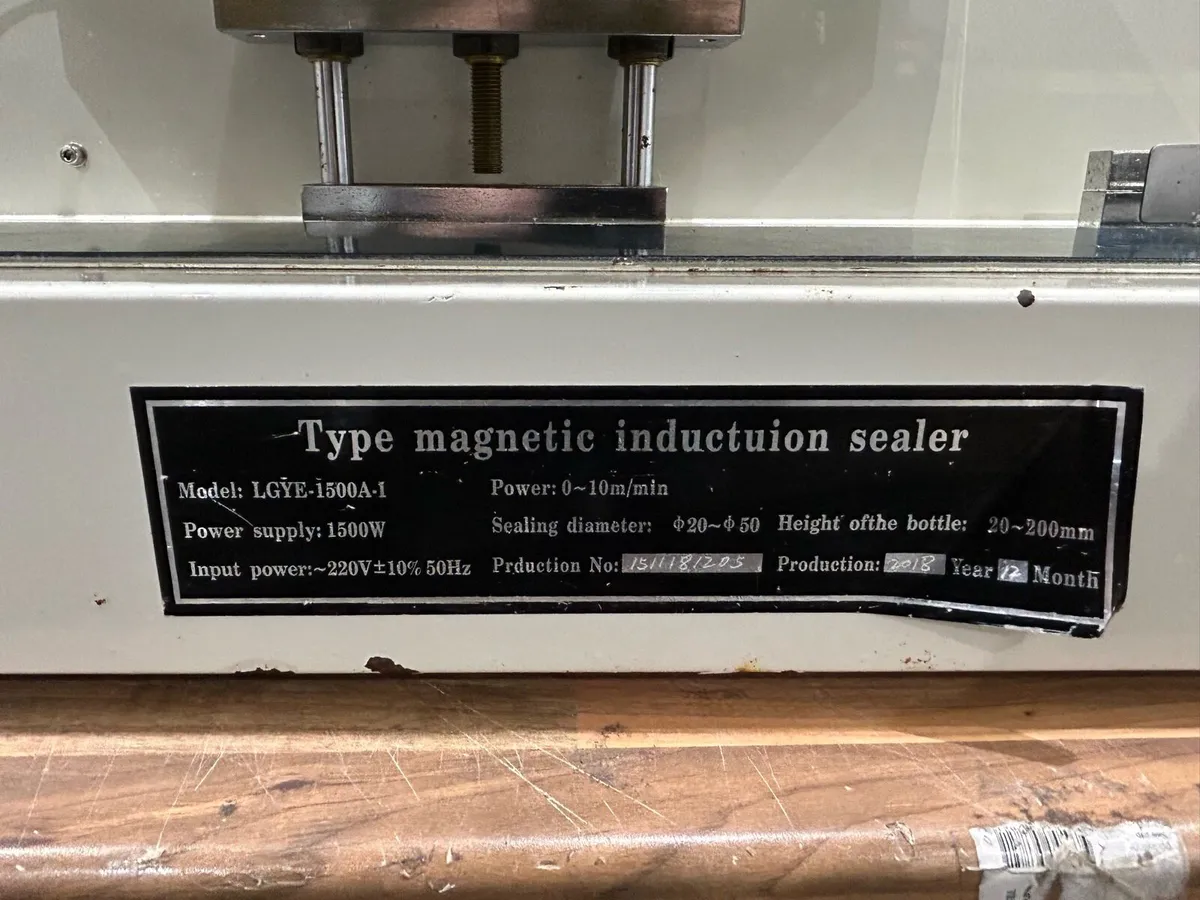 Type magnetic inductuion sealer
Model: LGYE-1500A-1 Power: 0~10m/min
Power supply: 1500W Sealing diameter: Φ20~Φ50 Height ofthe bottle: 20~200mm
Input power:~220V±10% 50Hz Prduction No: 1511181205 Production: 2018 Year 12 Month